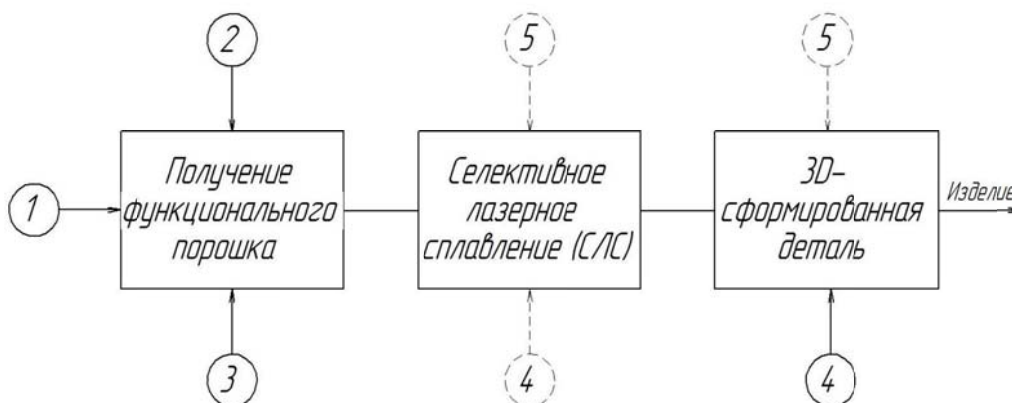 2
5
5
1
Получение
функционального
порошка
Селективное
лазерное
сплавление (СЛС)
3D-
сформированная
деталь
Изделие
3
4
4